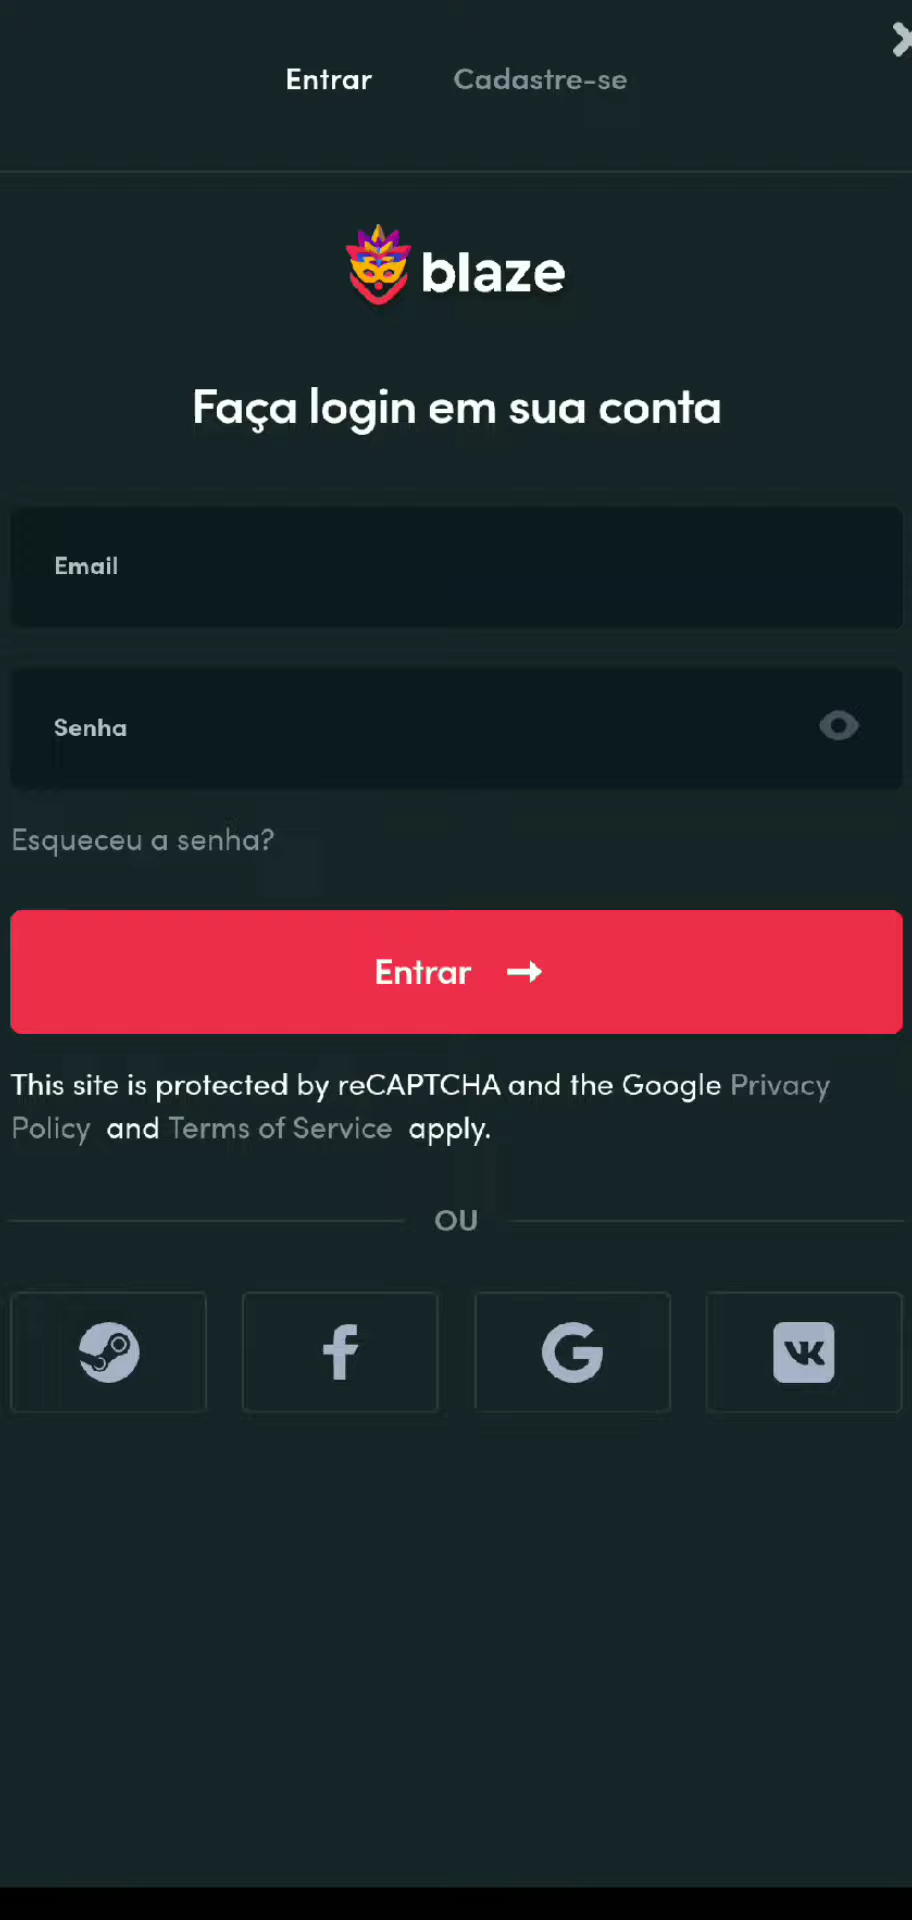 Entrar
Cadastre-se
blaze
Faça login em sua conta
Email
Senha
Esqueceu a senha?
Entrar
This site is protected by reCAPTCHA and the Google Privacy
Policy and Terms of Service apply.
OU